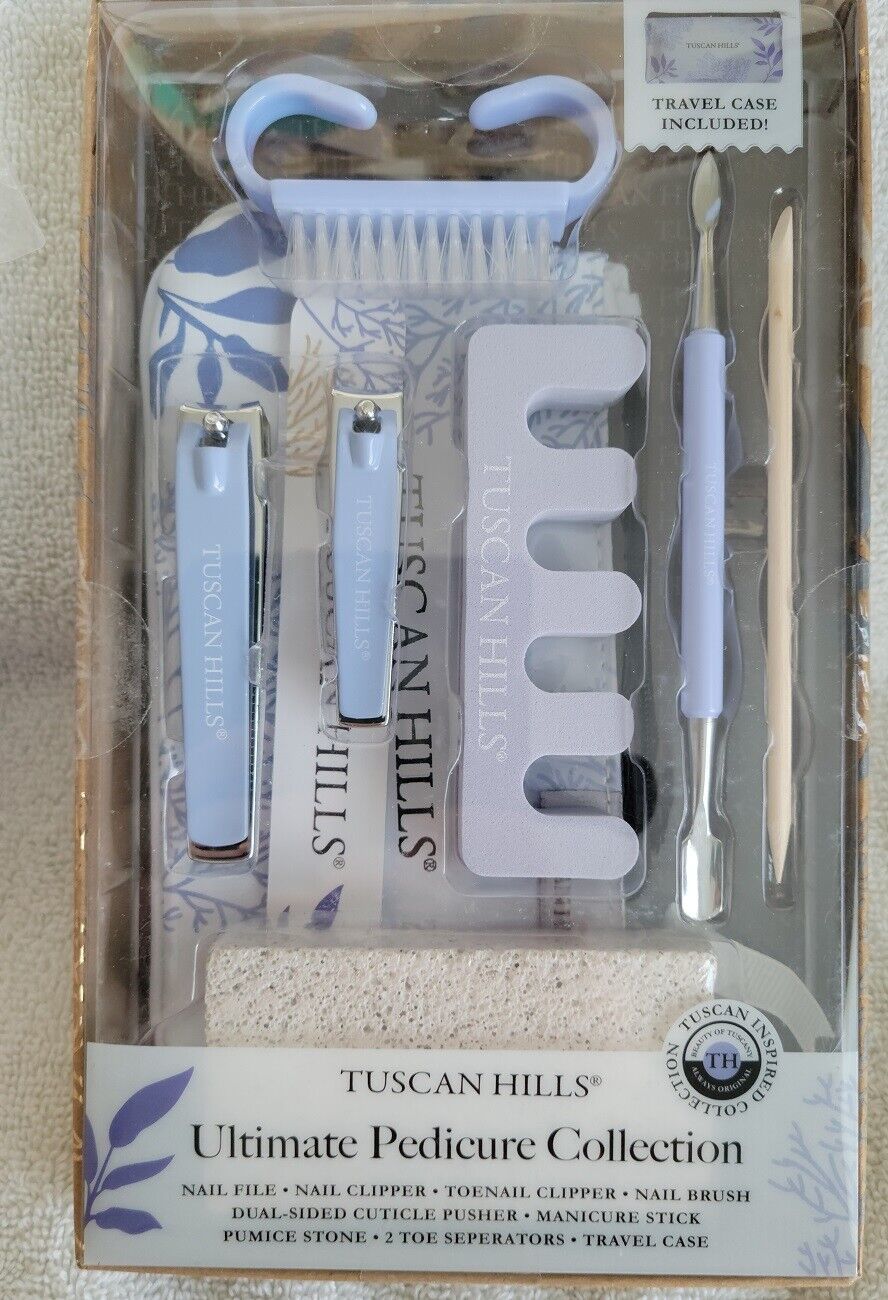 TUSCAN HILLS®
TRAVEL CASE
INCLUDED!
TUSCAN HILLS®
TUSCAN HILLS®
TUSCAN HILLS®
HILLS®
TUSCAN HILLS®
TUSCAN HILLS®
TUSCAN INSPIRED COLLECTION
BEAUTY OF TUSCANY
TH
ALWAYS ORIGINAL
TUSCAN HILLS®
Ultimate Pedicure Collection
NAIL FILE • NAIL CLIPPER • TOENAIL CLIPPER • NAIL BRUSH
DUAL-SIDED CUTICLE PUSHER • MANICURE STICK
PUMICE STONE • 2 TOE SEPERATORS • TRAVEL CASE